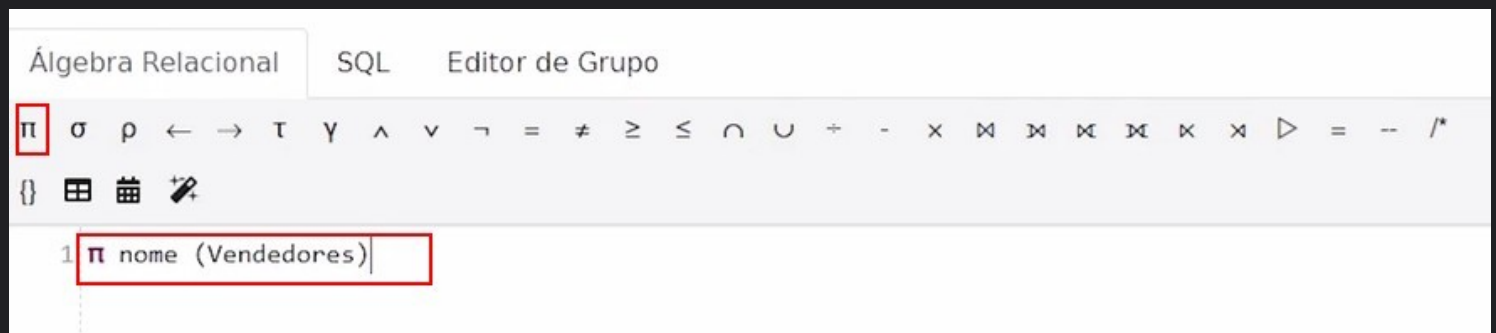 Álgebra Relacional SQL Editor de Grupo
π σ ρ ← → τ γ ∧ ∨ ¬ = ≠ ≥ ≤ ∩ ∪ ÷ - × ⋈ ⟕ ⟖ ⟗ ⋉ ⋊ ▷ = -- /*
{}
1 π nome (Vendedores)